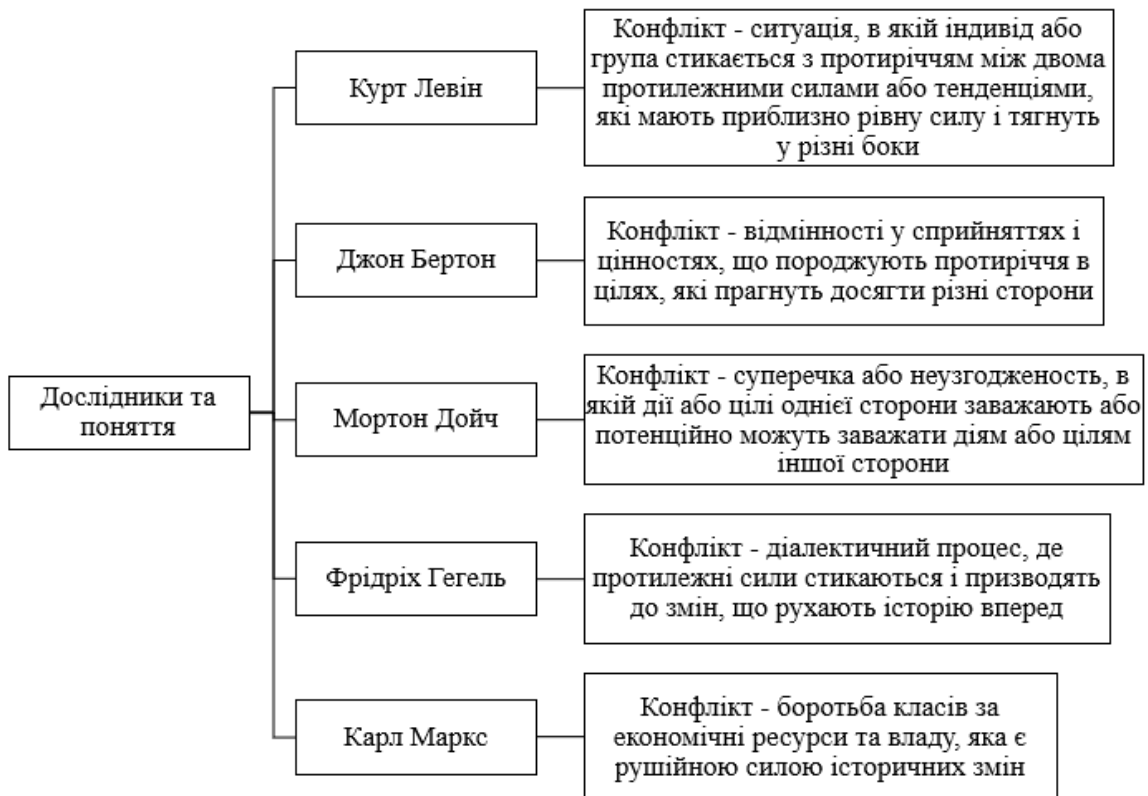 Дослідники та
поняття
Курт Левін
Конфлікт - ситуація, в якій індивід або
група стикається з протиріччям між двома
протилежними силами або тенденціями,
які мають приблизно рівну силу і тягнуть
у різні боки
Джон Бертон
Конфлікт - відмінності у сприйняттях і
цінностях, що породжують протиріччя в
цілях, які прагнуть досягти різні сторони
Мортон Дойч
Конфлікт - суперечка або неузгодженость, в
якій дії або цілі однієї сторони заважають або
потенційно можуть заважати діям або цілям
іншої сторони
Фрідріх Гегель
Конфлікт - діалектичний процес, де
протилежні сили стикаються і призводять
до змін, що рухають історію вперед
Карл Маркс
Конфлікт - боротьба класів за
економічні ресурси та владу, яка є
рушійною силою історичних змін